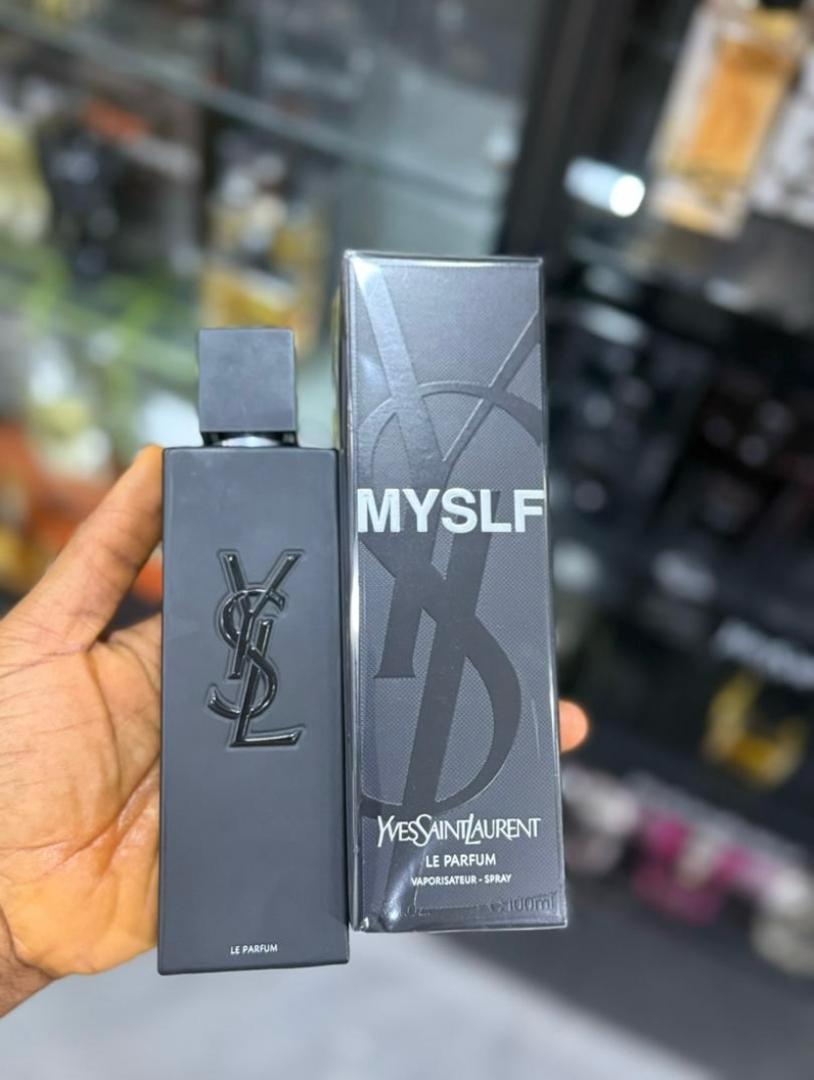 YSL
LE PARFUM
MYSLF
YVESSAINTLAURENT
LE PARFUM
VAPORISATEUR - SPRAY
100ml